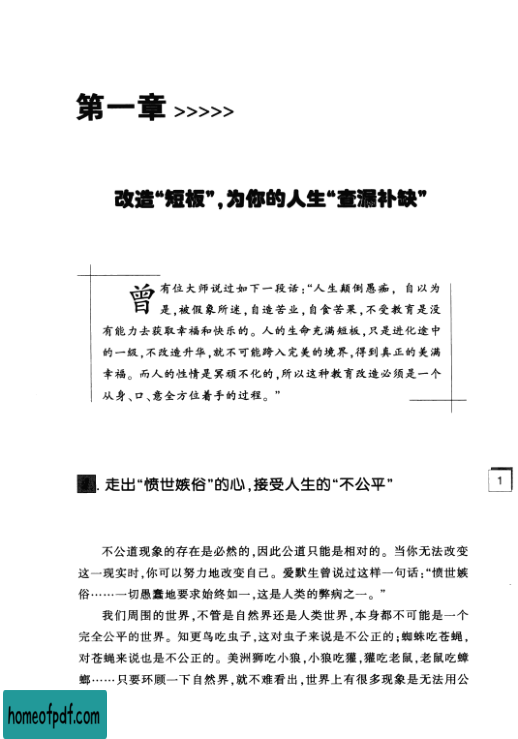 第一章 >>>>>
改造“短板”,为你的人生“查漏补缺”
曾有位大师说过如下一段话:“人生颠倒愚痴,自以为
是,被假象所迷,自造苦业,自食苦果,不受教育是没
有能力去获取幸福和快乐的。人的生命充满短板,只是进化途中
的一级,不改造升华,就不可能跨入完美的境界,得到真正的美满
幸福。而人的性情是冥顽不化的,所以这种教育改造必须是一个
从身、口、意全方位着手的过程。”
. 走出“愤世嫉俗”的心,接受人生的“不公平”
1
不公道现象的存在是必然的,因此公道只能是相对的。当你无法改变
这一现实时,你可以努力地改变自己。爱默生曾说过这样一句话:“愤世嫉
俗……一切愚蠢地要求始终如一,这是人类的弊病之一。”
我们周围的世界,不管是自然界还是人类世界,本身都不可能是一个
完全公平的世界。知更鸟吃虫子,这对虫子来说是不公正的;蜘蛛吃苍蝇,
对苍蝇来说也是不公正的。美洲狮吃小狼,小狼吃獾,獾吃老鼠,老鼠吃蟑
螂……只要环顾一下自然界,就不难看出,世界上有很多现象是无法用公
homeofpdf.com